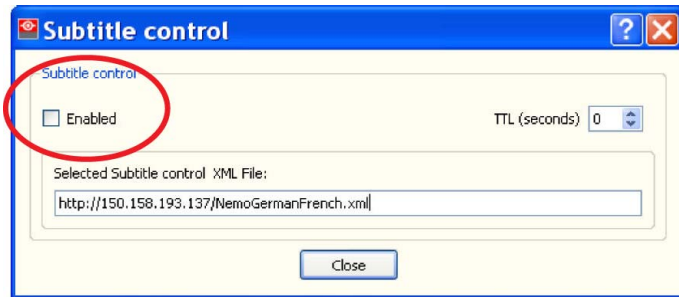 Subtitle control
Subtitle control
Enabled
TTL (seconds) 0
Selected Subtitle control XML File:
http://150.158.193.137/NemoGermanFrench.xml
Close